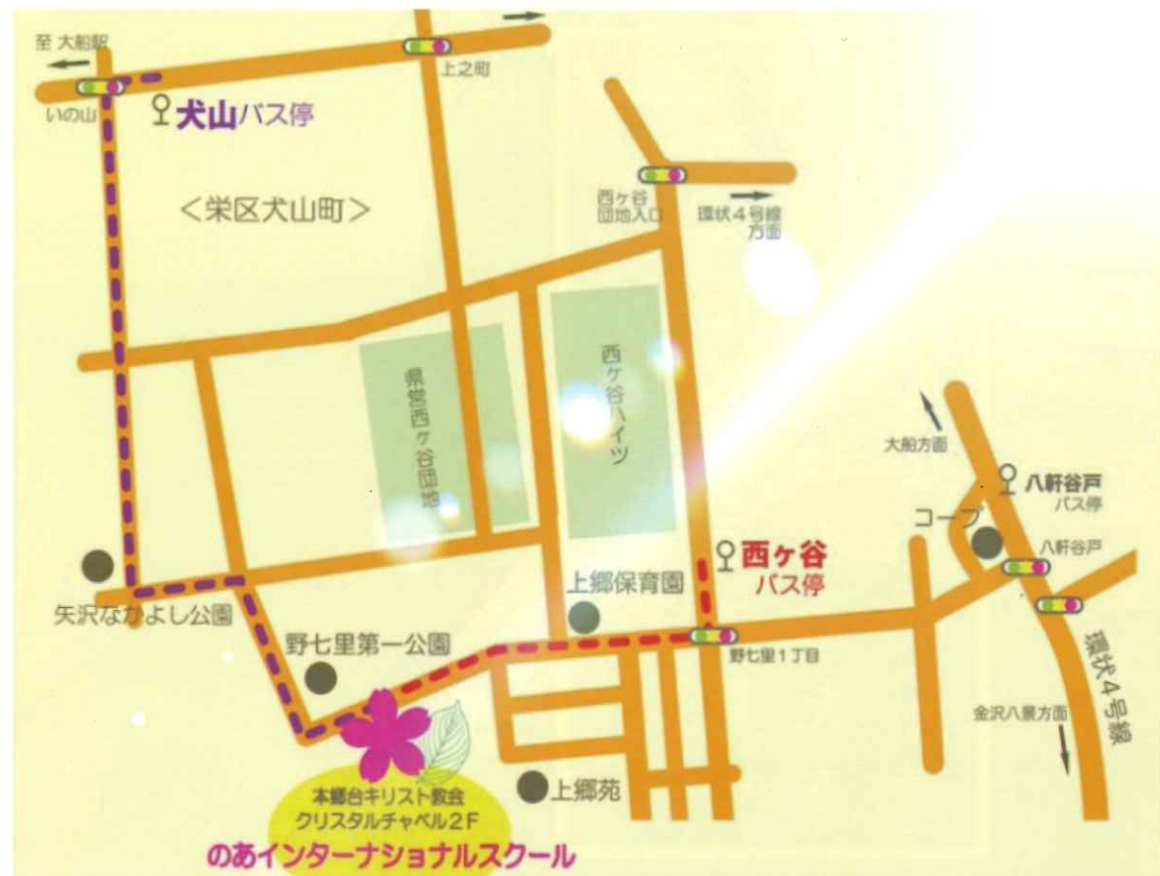 至 大船駅
いの山
上之町
犬山バス停
<栄区犬山町>
西ヶ谷
団地入口
環状4号線
方面
県営西ヶ谷団地
西ヶ谷ハイツ
大船方面
八軒谷戸
バス停
コープ
八軒谷戸
西ヶ谷
バス停
矢沢なかよし公園
上郷保育園
野七里第一公園
野七里1丁目
環状4号線
金沢八景方面
上郷苑
本郷台キリスト教会
クリスタルチャペル2F
のあインターナショナルスクール